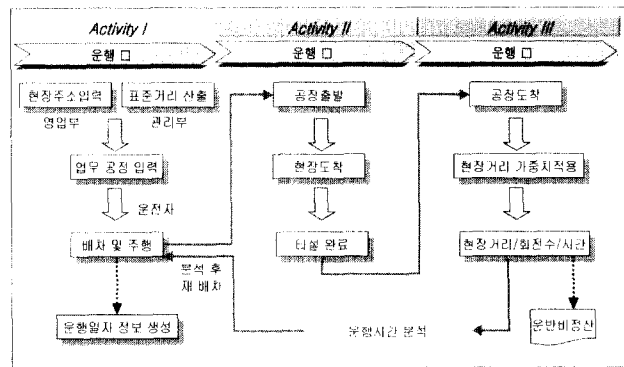 Activity I
Activity II
Activity III
운행 □
운행 □
운행 □
현장주소입력
표준거리 산출
영업부
관리부
업무 공정 입력
운전자
배차 및 주행
분석 후
재 배차
운행일자 정보 생성
공장출발
현장도착
타설 완료
운행시간 분석
공장도착
현장거리 가중치적용
현장거리/회전수/시간
운반비정산